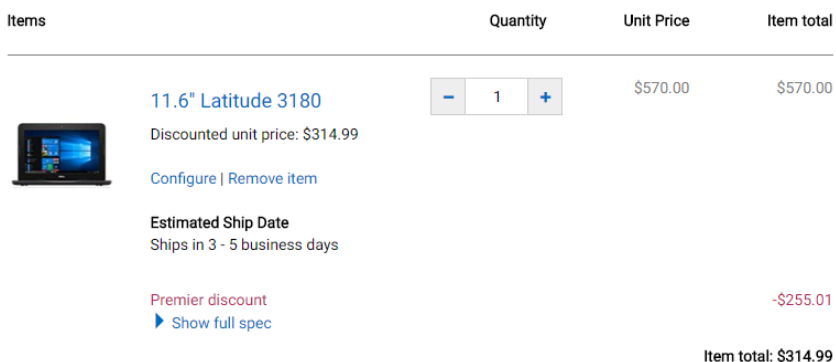 Items Quantity Unit Price Item total
11.6" Latitude 3180 − 1 + $570.00 $570.00
Discounted unit price: $314.99
Configure | Remove item
Estimated Ship Date
Ships in 3 - 5 business days
Premier discount -$255.01
Show full spec
Item total: $314.99